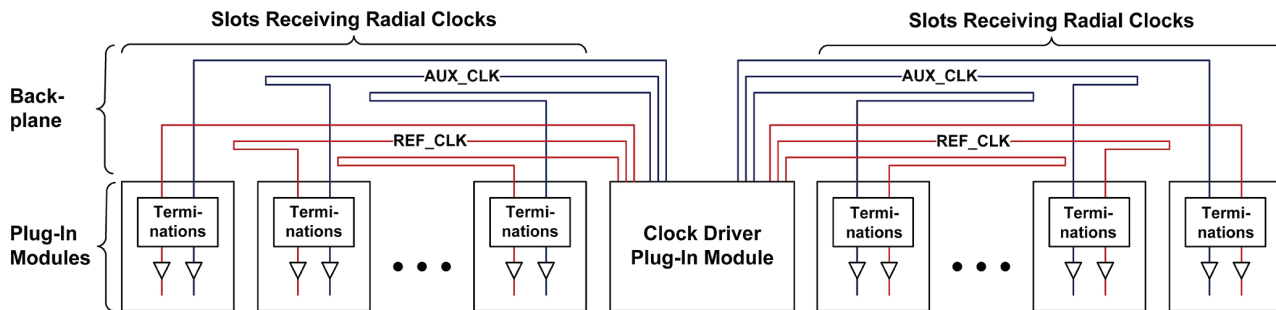 Slots Receiving Radial Clocks
Slots Receiving Radial Clocks
AUX_CLK
AUX_CLK
Back-
plane
REF_CLK
REF_CLK
Plug-In
Modules
Termi-
nations
Termi-
nations
Termi-
nations
Clock Driver
Plug-In Module
Termi-
nations
Termi-
nations
Termi-
nations